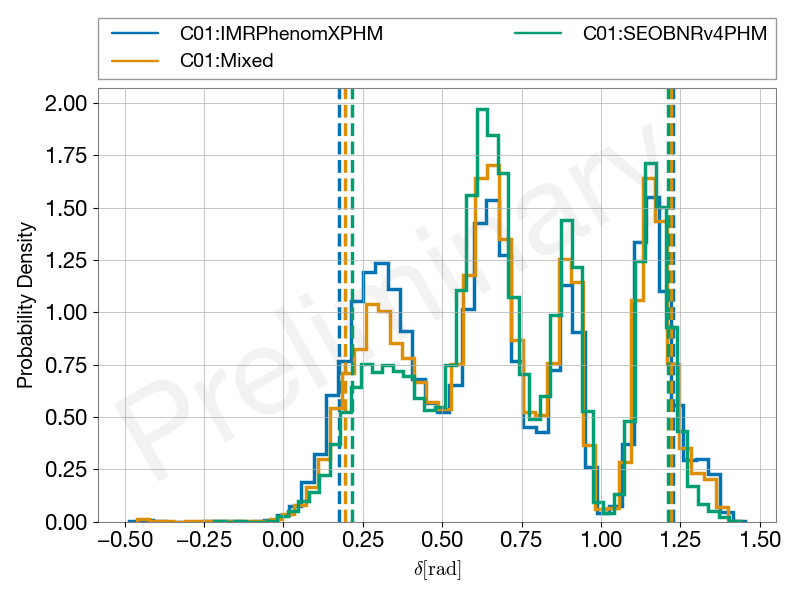 C01:IMRPhenomXPHM
C01:Mixed
C01:SEOBNRv4PHM
Probability Density
2.00
1.75
1.50
1.25
1.00
0.75
0.50
0.25
0.00
Preliminary
−0.50 −0.25 0.00 0.25 0.50 0.75 1.00 1.25 1.50
δ[rad]